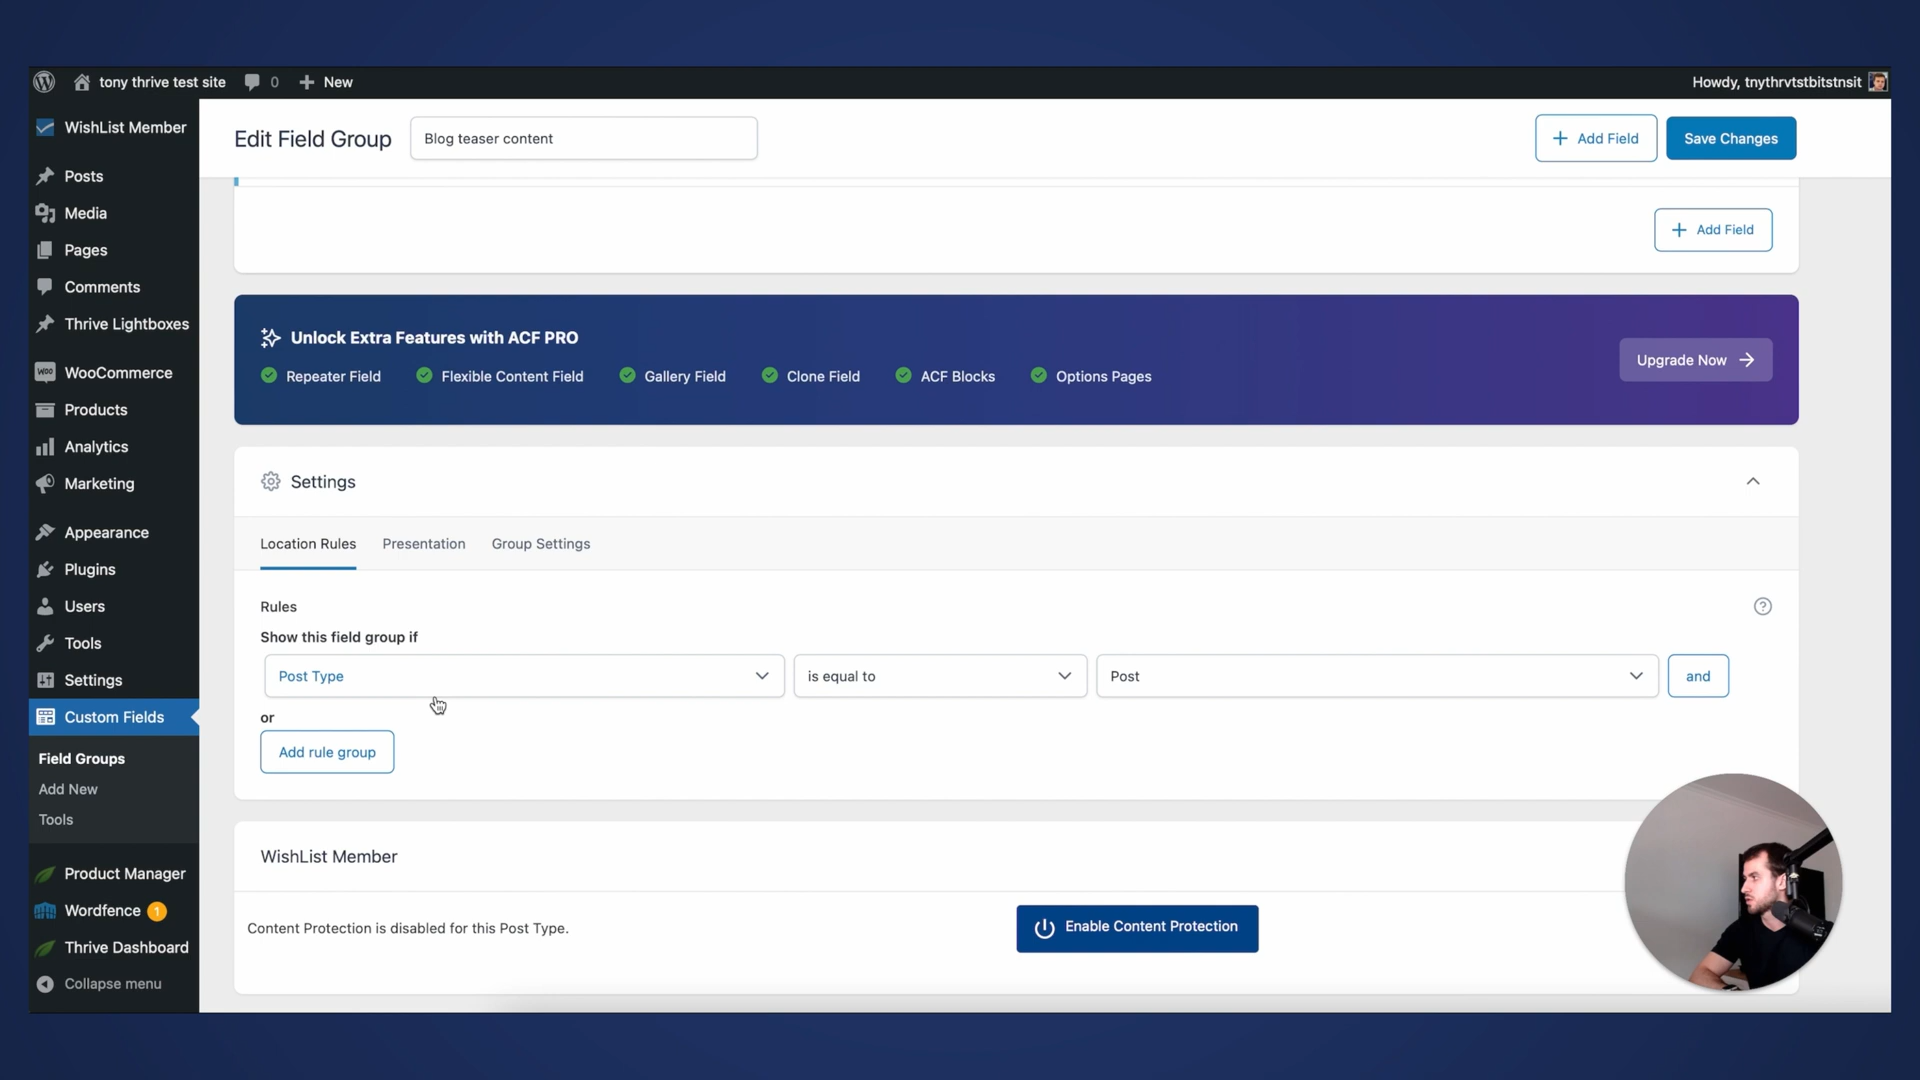 tony thrive test site
0
New
Howdy, tnythrvtstbitstnsit
WishList Member
Posts
Media
Pages
Comments
Thrive Lightboxes
WooCommerce
Products
Analytics
Marketing
Appearance
Plugins
Users
Tools
Settings
Custom Fields
Field Groups
Add New
Tools
Product Manager
Wordfence 1
Thrive Dashboard
Collapse menu
Edit Field Group
Blog teaser content
Add Field
Save Changes
Add Field
Unlock Extra Features with ACF PRO
Repeater Field
Flexible Content Field
Gallery Field
Clone Field
ACF Blocks
Options Pages
Upgrade Now
Settings
Location Rules
Presentation
Group Settings
Rules
Show this field group if
Post Type
is equal to
Post
and
or
Add rule group
WishList Member
Content Protection is disabled for this Post Type.
Enable Content Protection